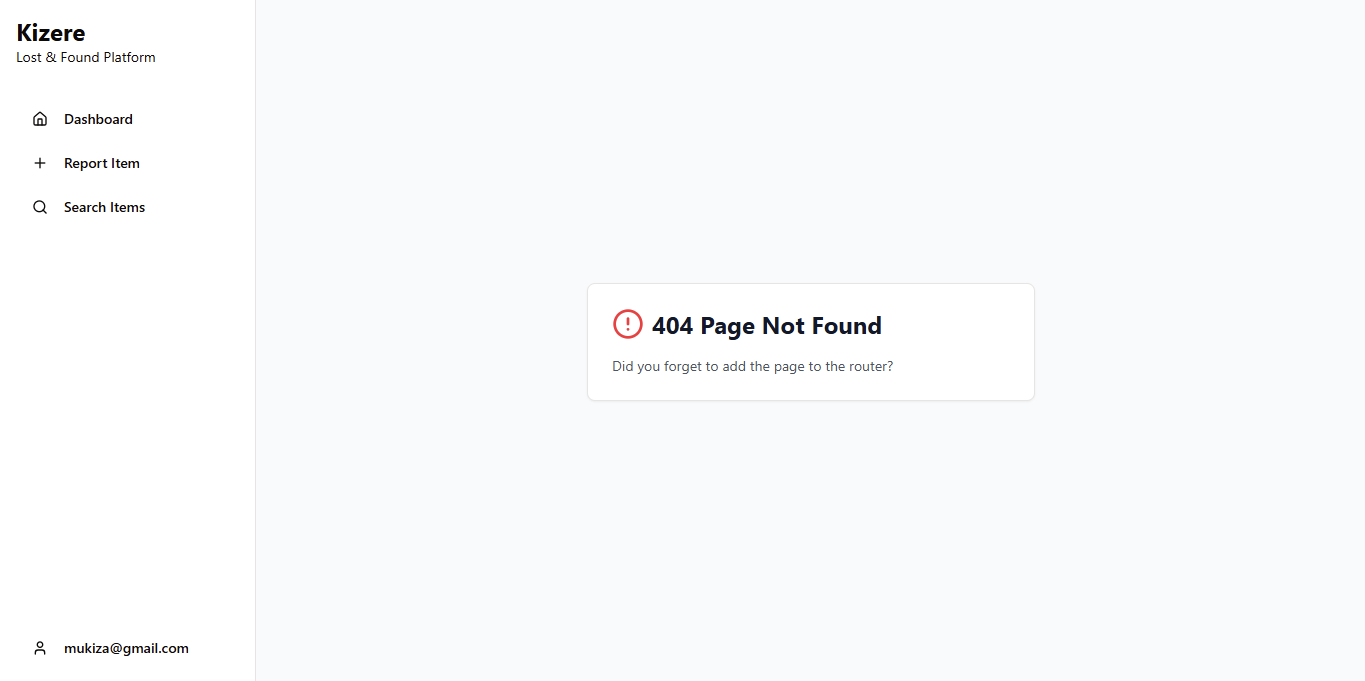 Kizere
Lost & Found Platform
Dashboard
Report Item
Search Items
404 Page Not Found
Did you forget to add the page to the router?
mukiza@gmail.com